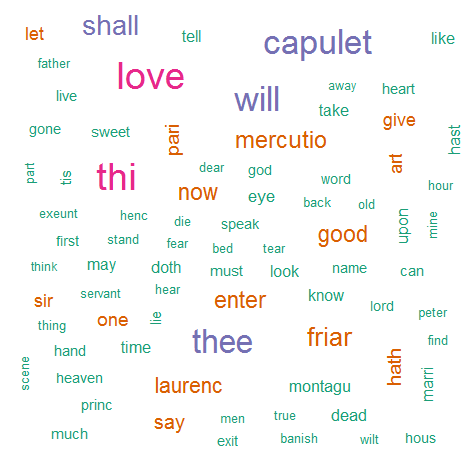 let shall tell capulet like
father love
live will away heart
take give
gone sweet pari mercutio hast
part tis thi dear god art
now eye word hour
exeunt henc back old
die speak upon mine
first stand fear bed tear good
think may doth must look name can
sir servant hear enter know lord
thing one lie peter
hand time thee friar find
scene heaven laurenc montagu hath marri
princ say men true dead
much exit banish wilt hous